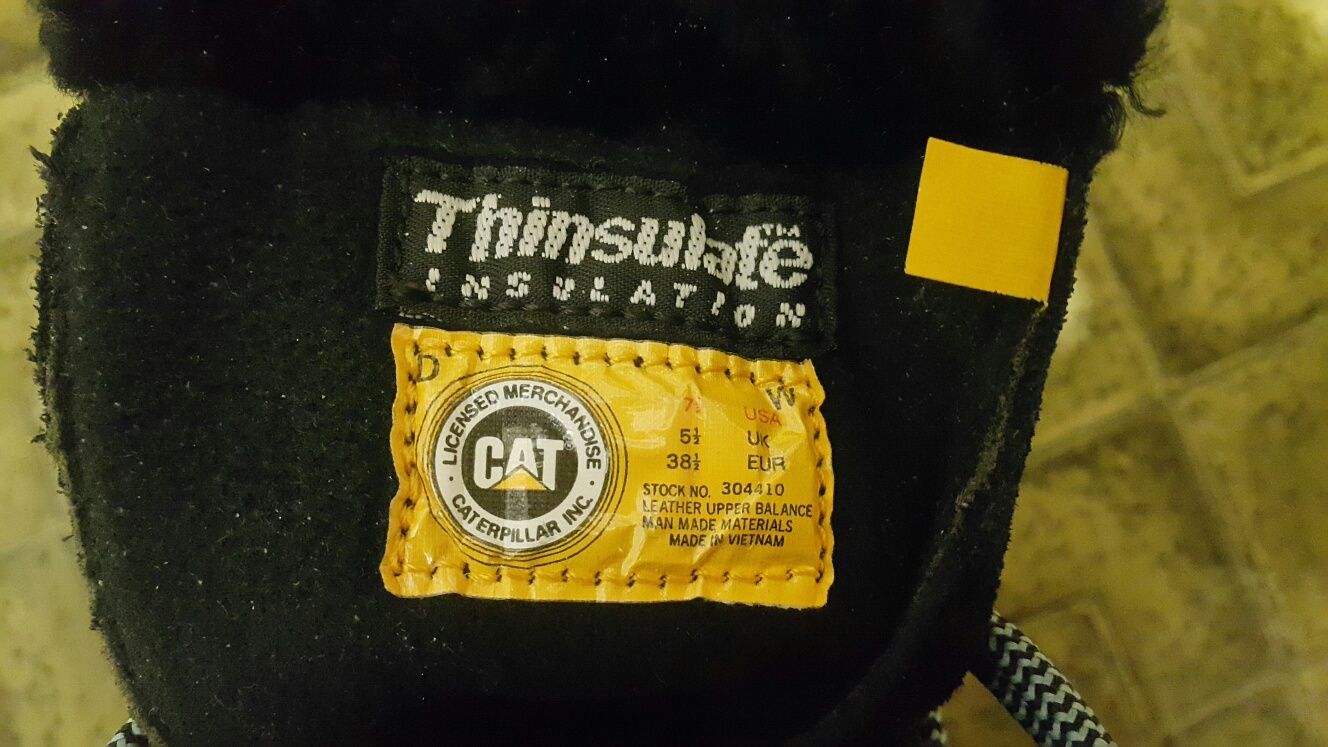 Thinsulate™
INSULATION
D
W
LICENSED MERCHANDISE
CAT®
CATERPILLAR INC.
7½ USA
5½ UK
38½ EUR
STOCK NO. 304410
LEATHER UPPER BALANCE
MAN MADE MATERIALS
MADE IN VIETNAM